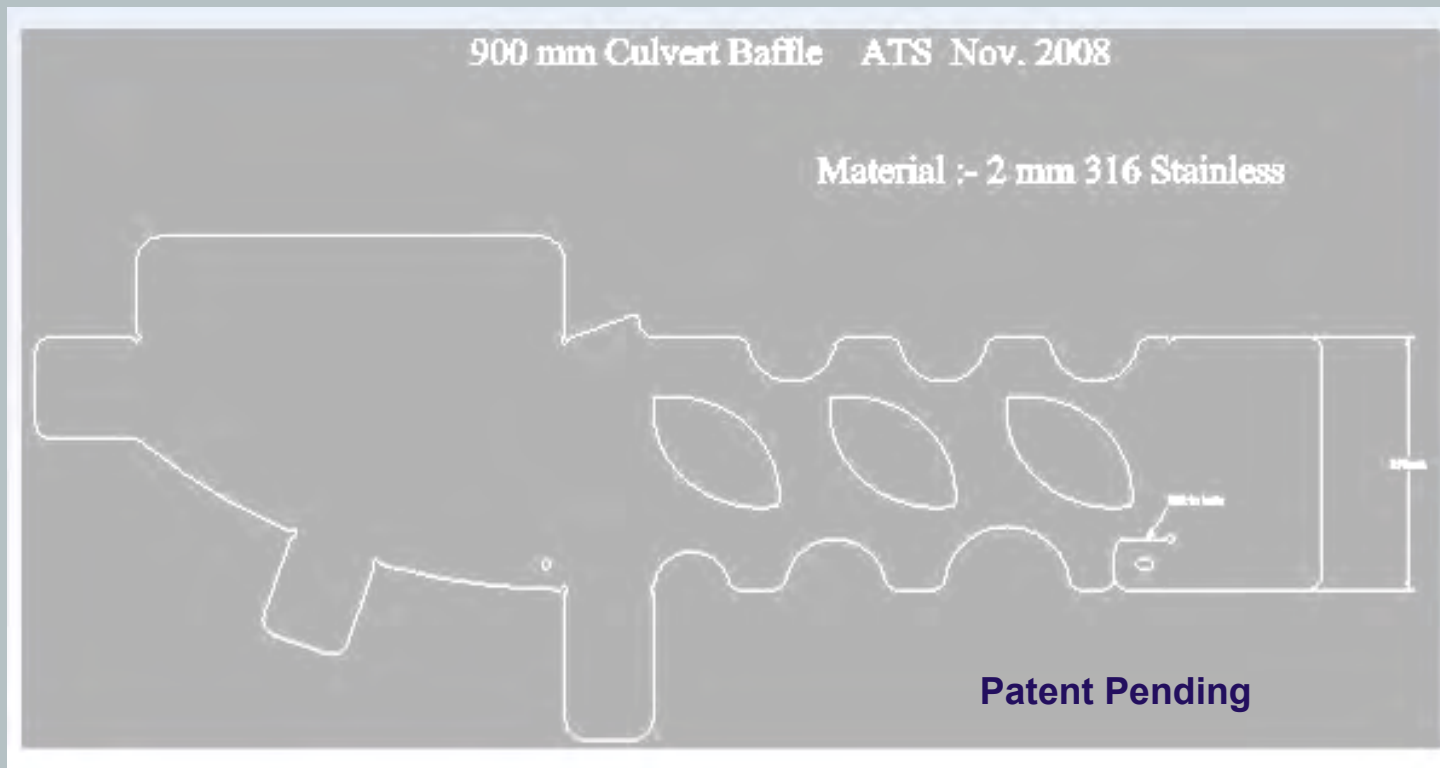 900 mm Culvert Baffle ATS Nov. 2008
Material :- 2 mm 316 Stainless
Patent Pending